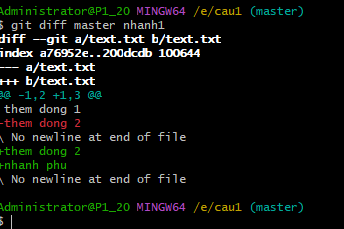 Administrator@P1_20 MINGW64 /e/cau1 (master)
$ git diff master nhanh1
diff --git a/text.txt b/text.txt
index a76952e..200dcdb 100644
--- a/text.txt
+++ b/text.txt
@@ -1,2 +1,3 @@
 them dong 1
-them dong 2
\ No newline at end of file
+them dong 2
+nhanh phu
\ No newline at end of file
Administrator@P1_20 MINGW64 /e/cau1 (master)
$